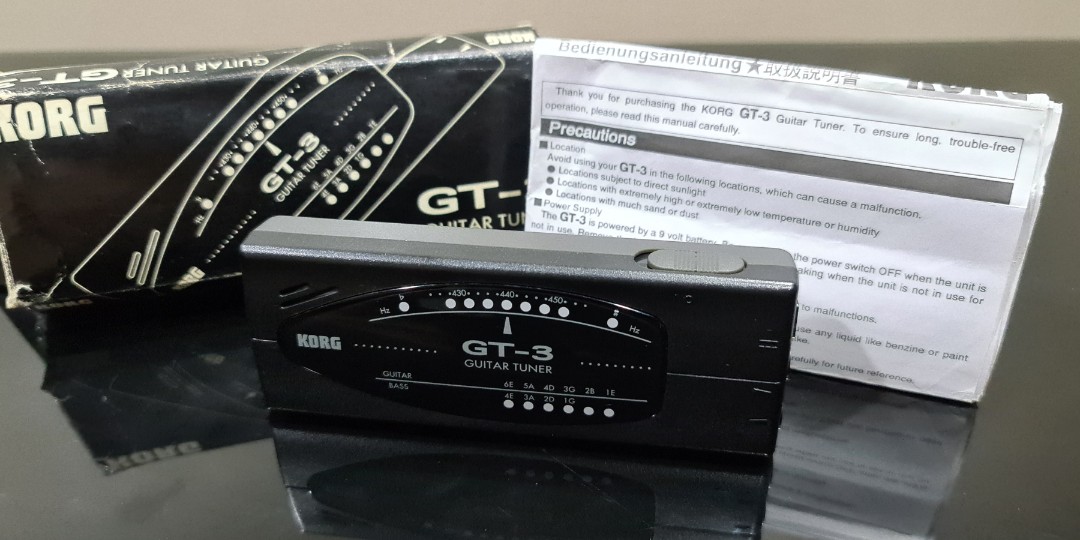 KORG
GUITAR TUNER GT-3
KORG
GT-3
GUITAR TUNER
GT-
GUITAR TUN
KORG
Bedienungsanleitung ★取扱説明書
KORG
Thank you for purchasing the KORG GT-3 Guitar Tuner. To ensure long, trouble-free
operation, please read this manual carefully.
Precautions
■ Location
Avoid using your GT-3 in the following locations, which can cause a malfunction.
● Locations subject to direct sunlight
● Locations with extremely high or extremely low temperature or humidity
● Locations with much sand or dust
■ Power Supply
The GT-3 is powered by a 9 volt battery. the power switch OFF when the unit is
not in use. aking when the unit is not in use for
to malfunctions.
use any liquid like benzine or paint
refully for future reference.
430 440 450
Hz ♭ ♯ Hz
KORG
GT-3
GUITAR TUNER
GUITAR 6E 5A 4D 3G 2B 1E
BASS 4E 3A 2D 1G